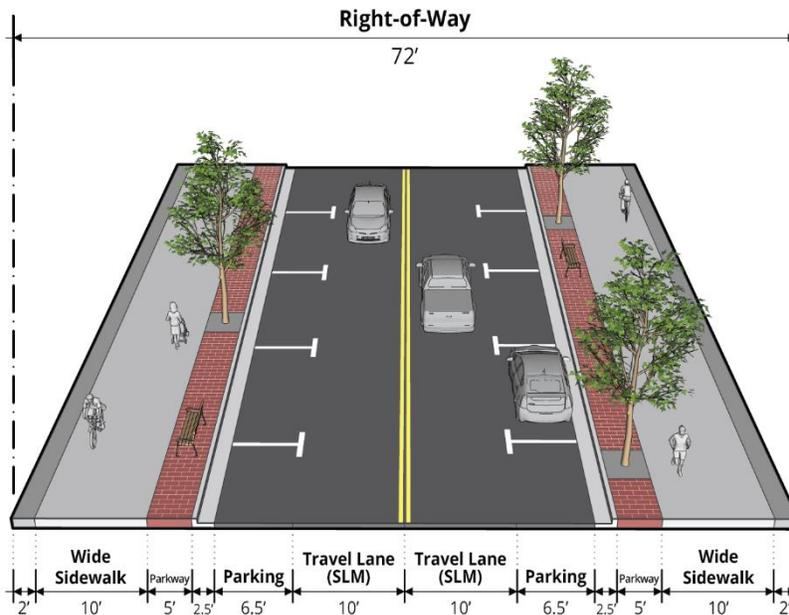 Right-of-Way
72'
Wide
Sidewalk
Parkway
Parking
Travel Lane
(SLM)
Travel Lane
(SLM)
Parking
Parkway
Wide
Sidewalk
2' 10' 5' 2.5' 6.5' 10' 10' 6.5' 2.5' 5' 10' 2'